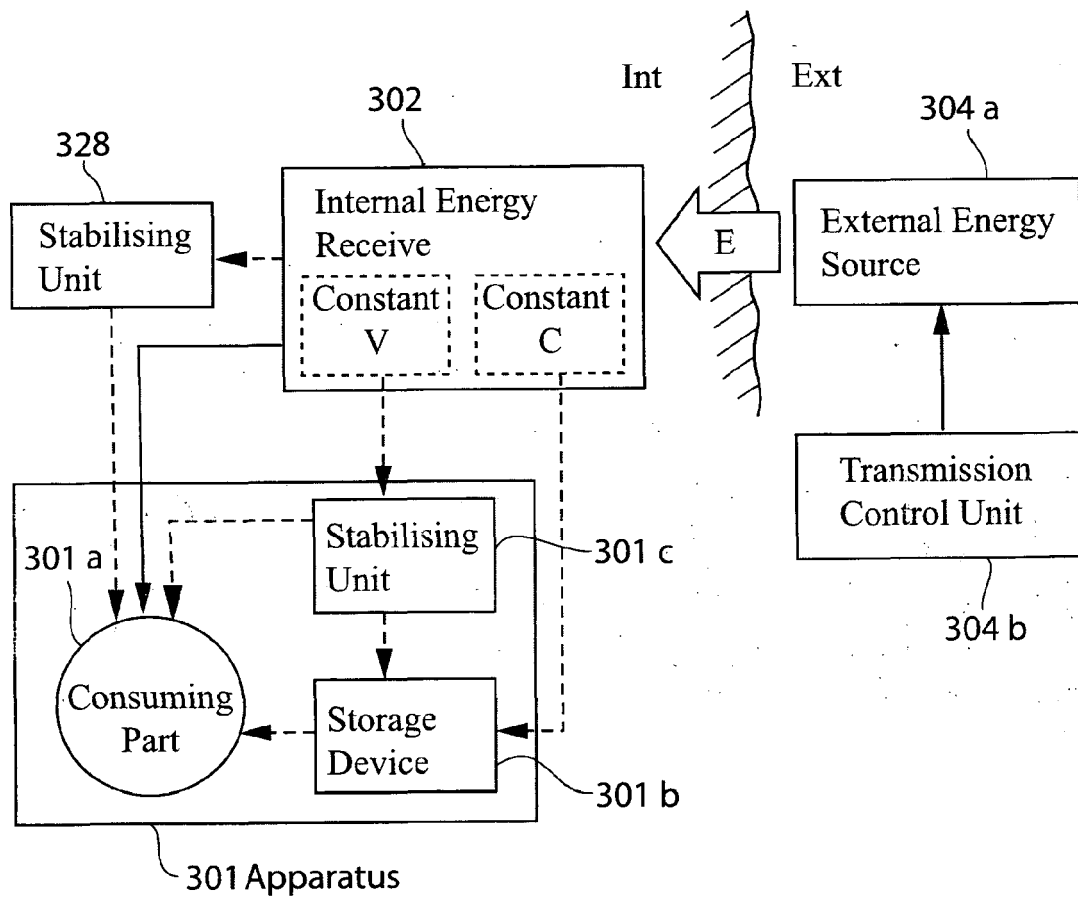 Int
Ext
302
304 a
328
Internal Energy
Receive
External Energy
Source
Stabilising
Unit
E
Constant
V
Constant
C
Transmission
Control Unit
Stabilising
Unit
301 c
301 a
304 b
Consuming
Part
Storage
Device
301 b
301 Apparatus